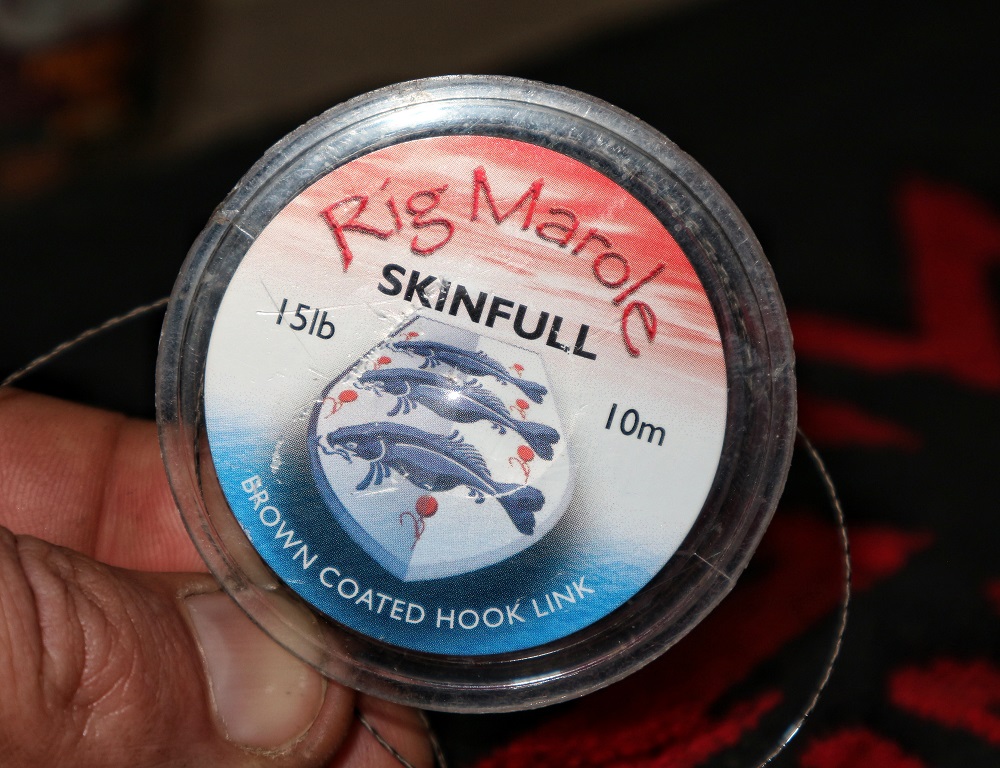 Rig Marole
SKINFULL
15lb
10m
BROWN COATED HOOK LINK